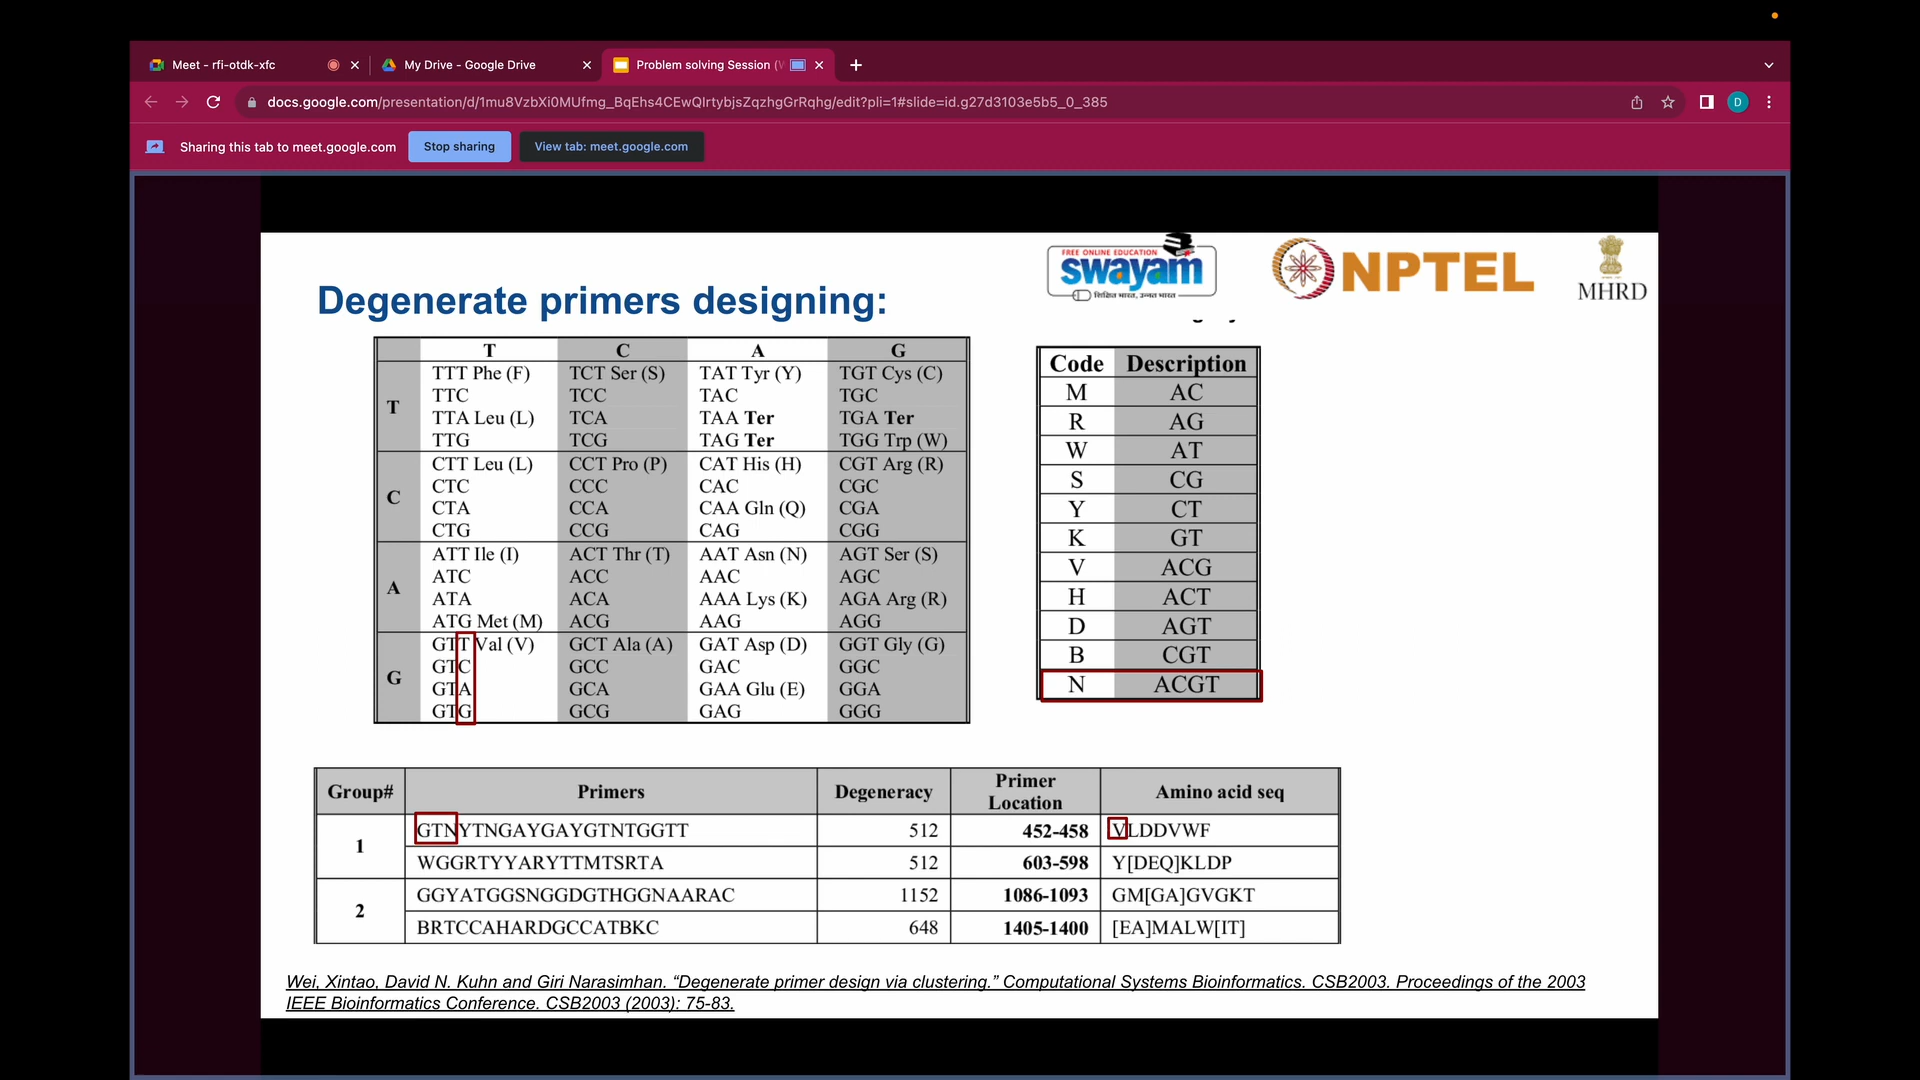 Meet - rfi-otdk-xfc
My Drive - Google Drive
Problem solving Session (
docs.google.com/presentation/d/1mu8VzbXi0MUfmg_BqEhs4CEwQIrtybjsZqzhgGrRqhg/edit?pli=1#slide=id.g27d3103e5b5_0_385
D
Sharing this tab to meet.google.com
Stop sharing
View tab: meet.google.com
FREE ONLINE EDUCATION
swayam
शिक्षित भारत, उन्नत भारत
NPTEL
MHRD
Degenerate primers designing:
T C A G
T
TTT Phe (F) TCT Ser (S) TAT Tyr (Y) TGT Cys (C)
TTC TCC TAC TGC
TTA Leu (L) TCA TAA Ter TGA Ter
TTG TCG TAG Ter TGG Trp (W)
C
CTT Leu (L) CCT Pro (P) CAT His (H) CGT Arg (R)
CTC CCC CAC CGC
CTA CCA CAA Gln (Q) CGA
CTG CCG CAG CGG
A
ATT Ile (I) ACT Thr (T) AAT Asn (N) AGT Ser (S)
ATC ACC AAC AGC
ATA ACA AAA Lys (K) AGA Arg (R)
ATG Met (M) ACG AAG AGG
G
GTT Val (V) GCT Ala (A) GAT Asp (D) GGT Gly (G)
GTC GCC GAC GGC
GTA GCA GAA Glu (E) GGA
GTG GCG GAG GGG
Code Description
M AC
R AG
W AT
S CG
Y CT
K GT
V ACG
H ACT
D AGT
B CGT
N ACGT
Group# Primers Degeneracy Primer Location Amino acid seq
1
GTNYTNGAYGAYGTNTGGTT 512 452-458 VLDDVWF
WGGRTYYARYTTMTSRTA 512 603-598 Y[DEQ]KLDP
2
GGYATGGSNGGDGTHGGNAARAC 1152 1086-1093 GM[GA]GVGKT
BRTCCAHARDGCCATBKC 648 1405-1400 [EA]MALW[IT]
Wei, Xintao, David N. Kuhn and Giri Narasimhan. “Degenerate primer design via clustering.” Computational Systems Bioinformatics. CSB2003. Proceedings of the 2003
IEEE Bioinformatics Conference. CSB2003 (2003): 75-83.